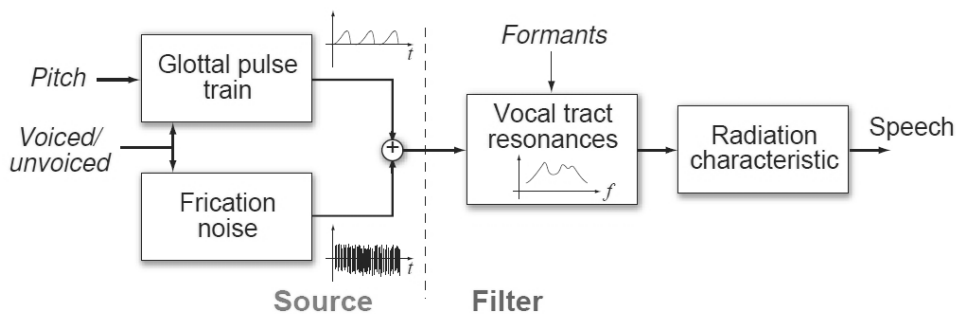 Formants
t
Glottal pulse
train
Pitch
Vocal tract
resonances
Speech
Radiation
characteristic
Voiced/
unvoiced
+
f
Frication
noise
t
Source
Filter